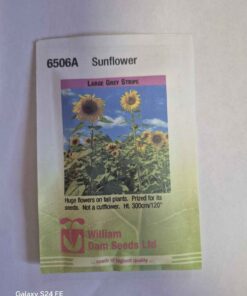 6506A Sunflower
LARGE GREY STRIPE
Huge flowers on tall plants. Prized for its
seeds. Not a cutflower. Ht. 300cm/120"
William
Dam Seeds Ltd
... seeds of highest quality ...
Galaxy S24 FE